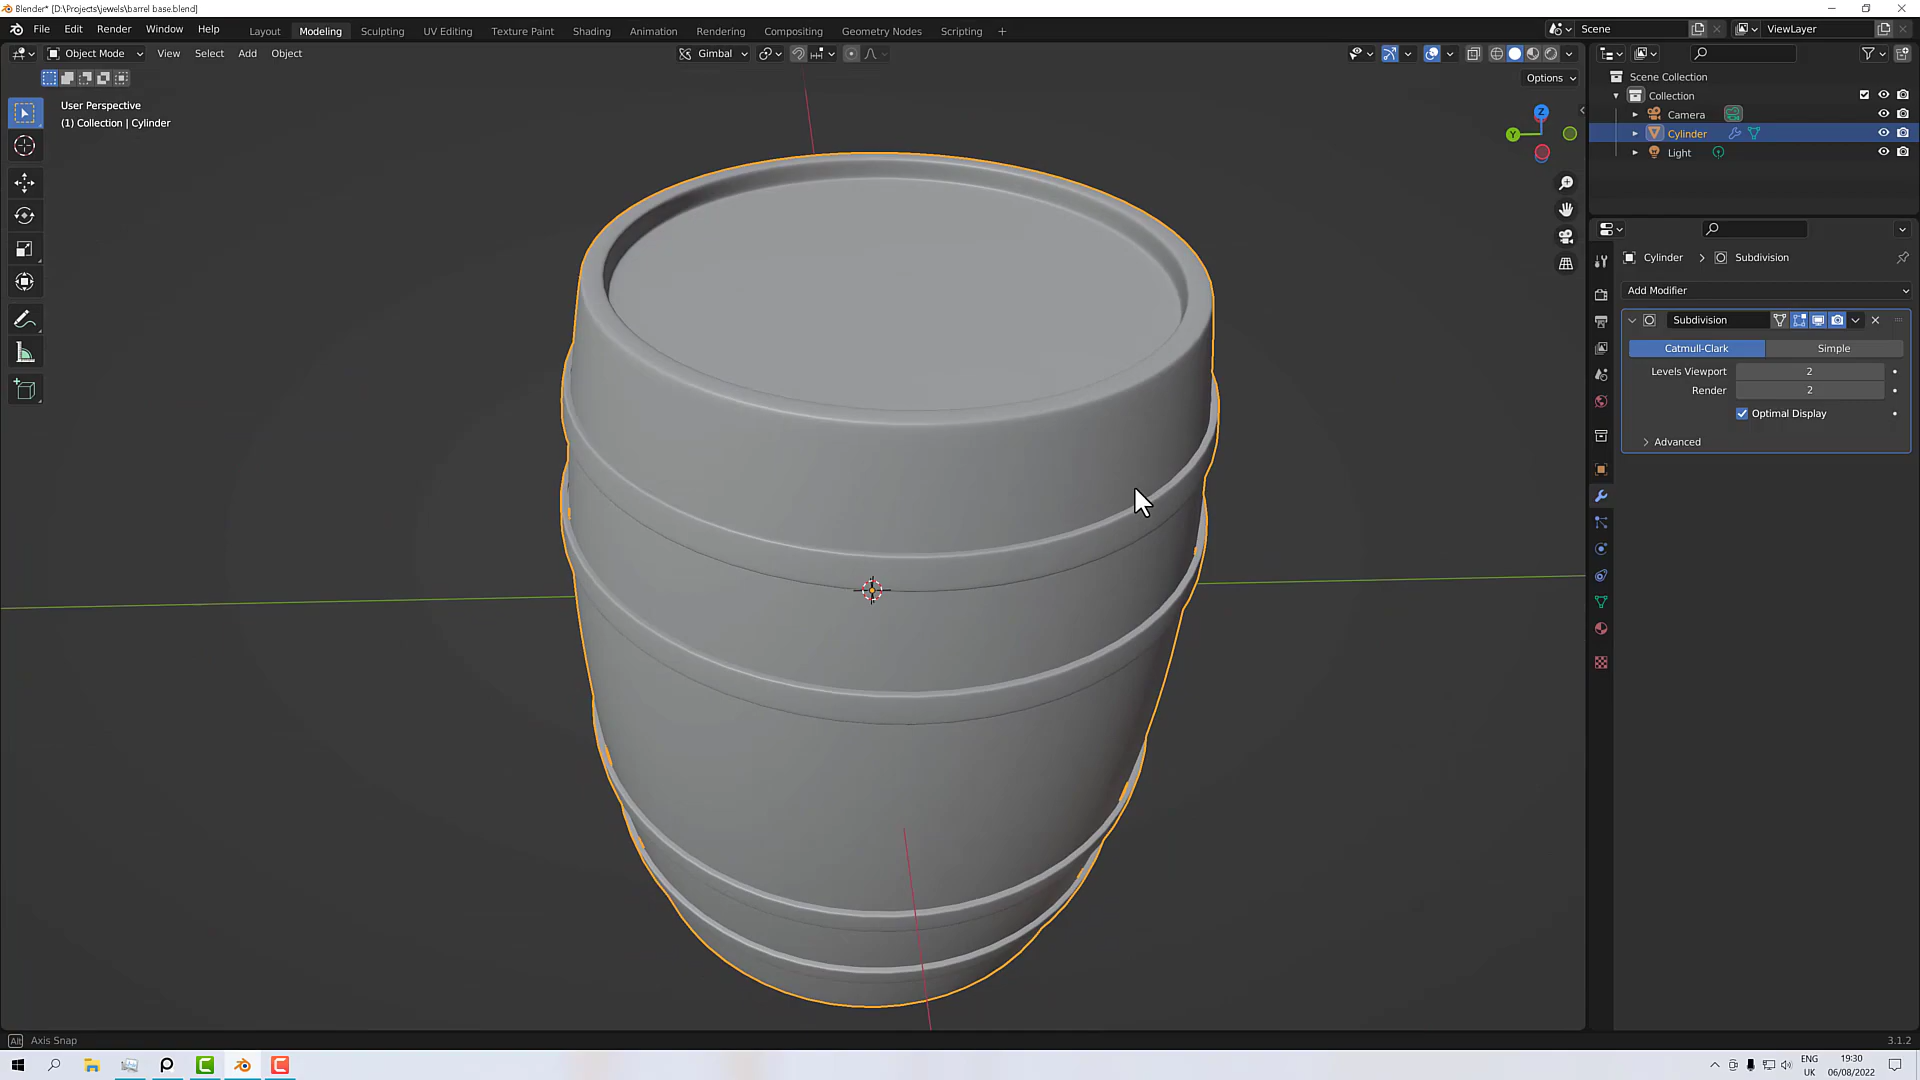 Blender* [D:\Projects\jewels\barrel base.blend]
File Edit Render Window Help Layout Modeling Sculpting UV Editing Texture Paint Shading Animation Rendering Compositing Geometry Nodes Scripting + Scene ViewLayer
Object Mode View Select Add Object Gimbal
Options
User Perspective
(1) Collection | Cylinder
Z
Y
Scene Collection
Collection
Camera
Cylinder
Light
Cylinder > Subdivision
Add Modifier
Subdivision
Catmull-Clark Simple
Levels Viewport 2
Render 2
Optimal Display
Advanced
Alt Axis Snap 3.1.2
ENG
UK
19:30
06/08/2022